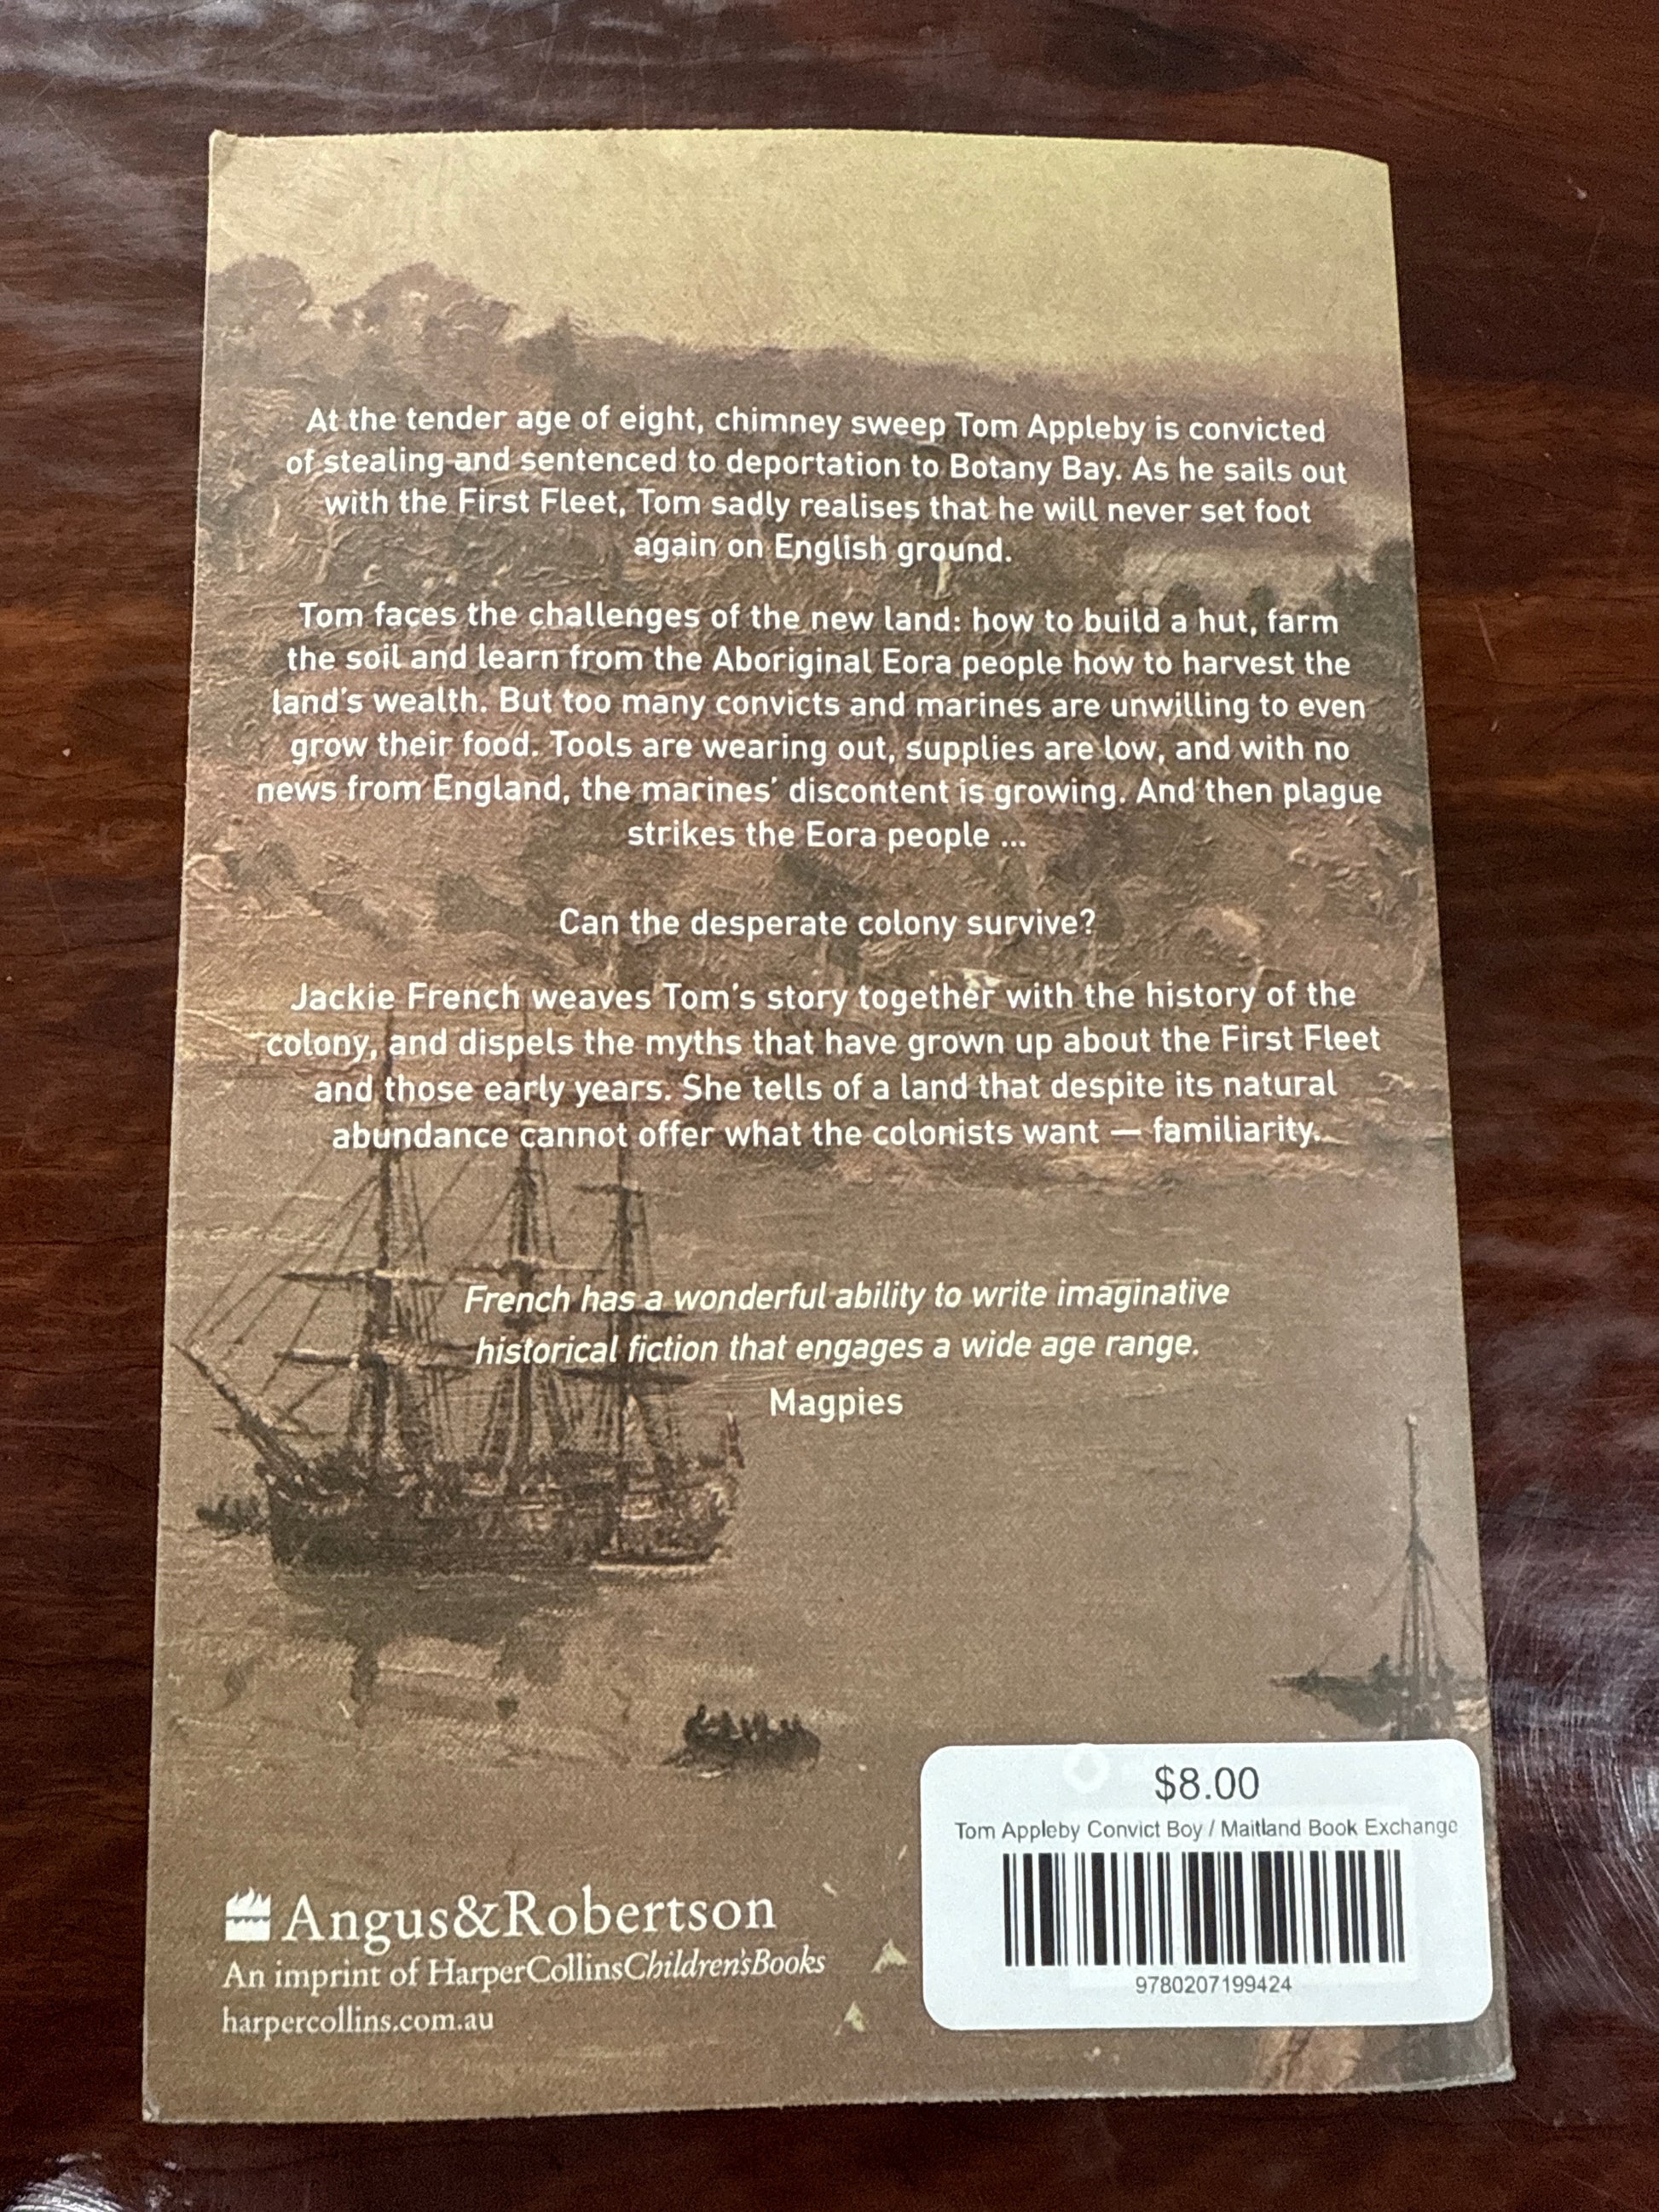 At the tender age of eight, chimney sweep Tom Appleby is convicted
of stealing and sentenced to deportation to Botany Bay. As he sails out
with the First Fleet, Tom sadly realises that he will never set foot
again on English ground.
Tom faces the challenges of the new land: how to build a hut, farm
the soil and learn from the Aboriginal Eora people how to harvest the
land's wealth. But too many convicts and marines are unwilling to even
grow their food. Tools are wearing out, supplies are low, and with no
news from England, the marines' discontent is growing. And then plague
strikes the Eora people ...
Can the desperate colony survive?
Jackie French weaves Tom's story together with the history of the
colony, and dispels the myths that have grown up about the First Fleet
and those early years. She tells of a land that despite its natural
abundance cannot offer what the colonists want — familiarity.
French has a wonderful ability to write imaginative
historical fiction that engages a wide age range.
Magpies
$8.00
Tom Appleby Convict Boy / Maitland Book Exchange
9780207199424
Angus&Robertson
An imprint of HarperCollinsChildren'sBooks
harpercollins.com.au